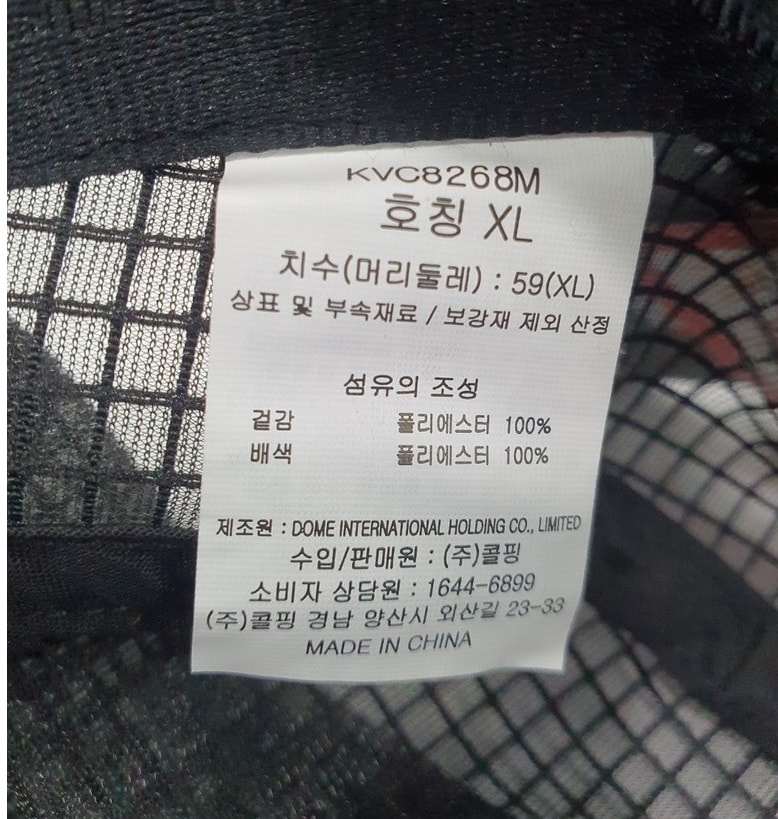 KVC8268M
호칭 XL
치수(머리둘레) : 59(XL)
상표 및 부속재료 / 보강재 제외 산정
섬유의 조성
겉감 폴리에스터 100%
배색 폴리에스터 100%
제조원 : DOME INTERNATIONAL HOLDING CO., LIMITED
수입/판매원 : (주)콜핑
소비자 상담원 : 1644-6899
(주)콜핑 경남 양산시 외산길 23-33
MADE IN CHINA